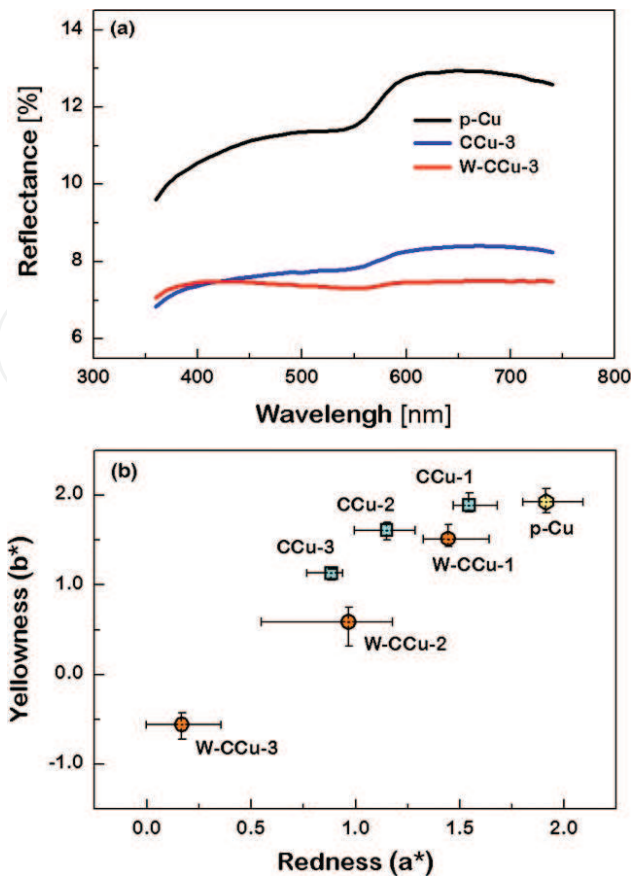 (a)
14
12
10
8
6
Reflectance [%]
p-Cu
CCu-3
W-CCu-3
300 400 500 600 700 800
Wavelengh [nm]
(b)
2.0
1.0
0.0
-1.0
Yellowness (b*)
CCu-1
CCu-2
p-Cu
CCu-3
W-CCu-1
W-CCu-2
W-CCu-3
0.0 0.5 1.0 1.5 2.0
Redness (a*)